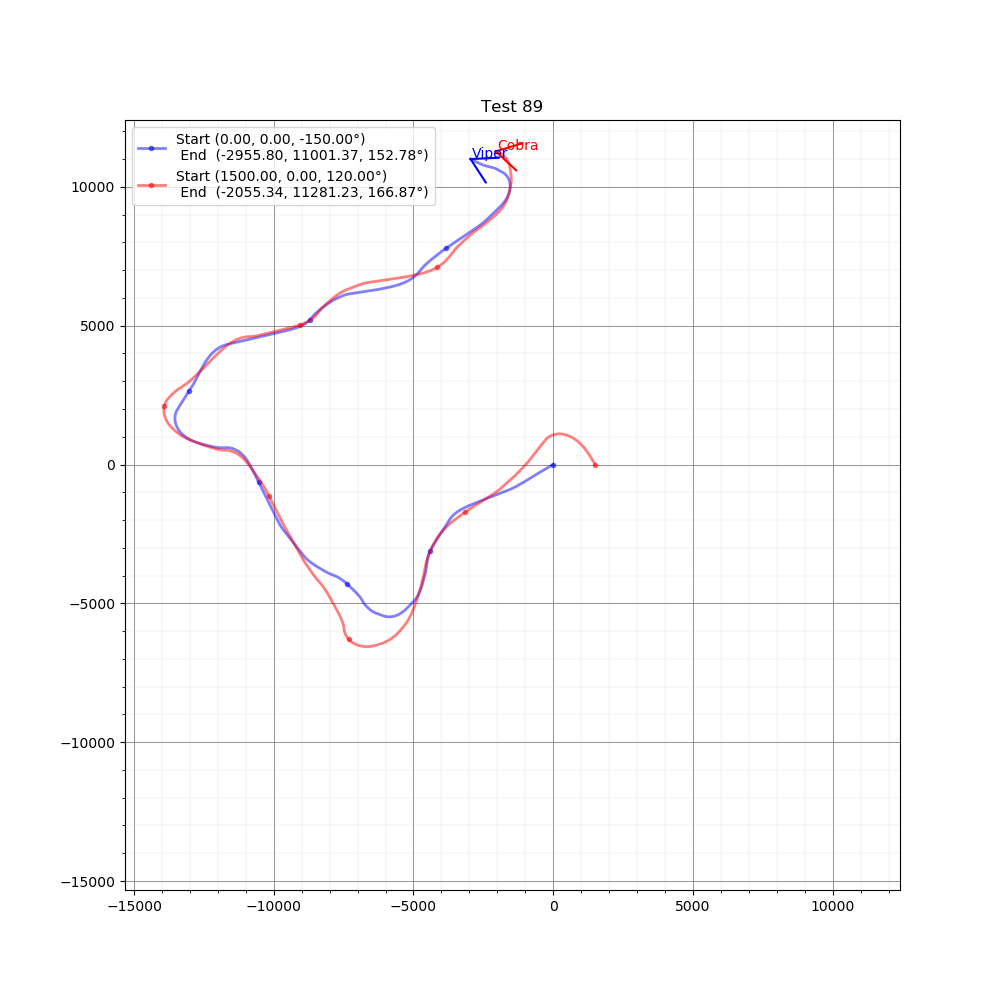 Test 89
Start (0.00, 0.00, -150.00°)
End  (-2955.80, 11001.37, 152.78°)
Start (1500.00, 0.00, 120.00°)
End  (-2055.34, 11281.23, 166.87°)
Viper
Cobra
10000
5000
0
−5000
−10000
−15000
−15000 −10000 −5000 0 5000 10000